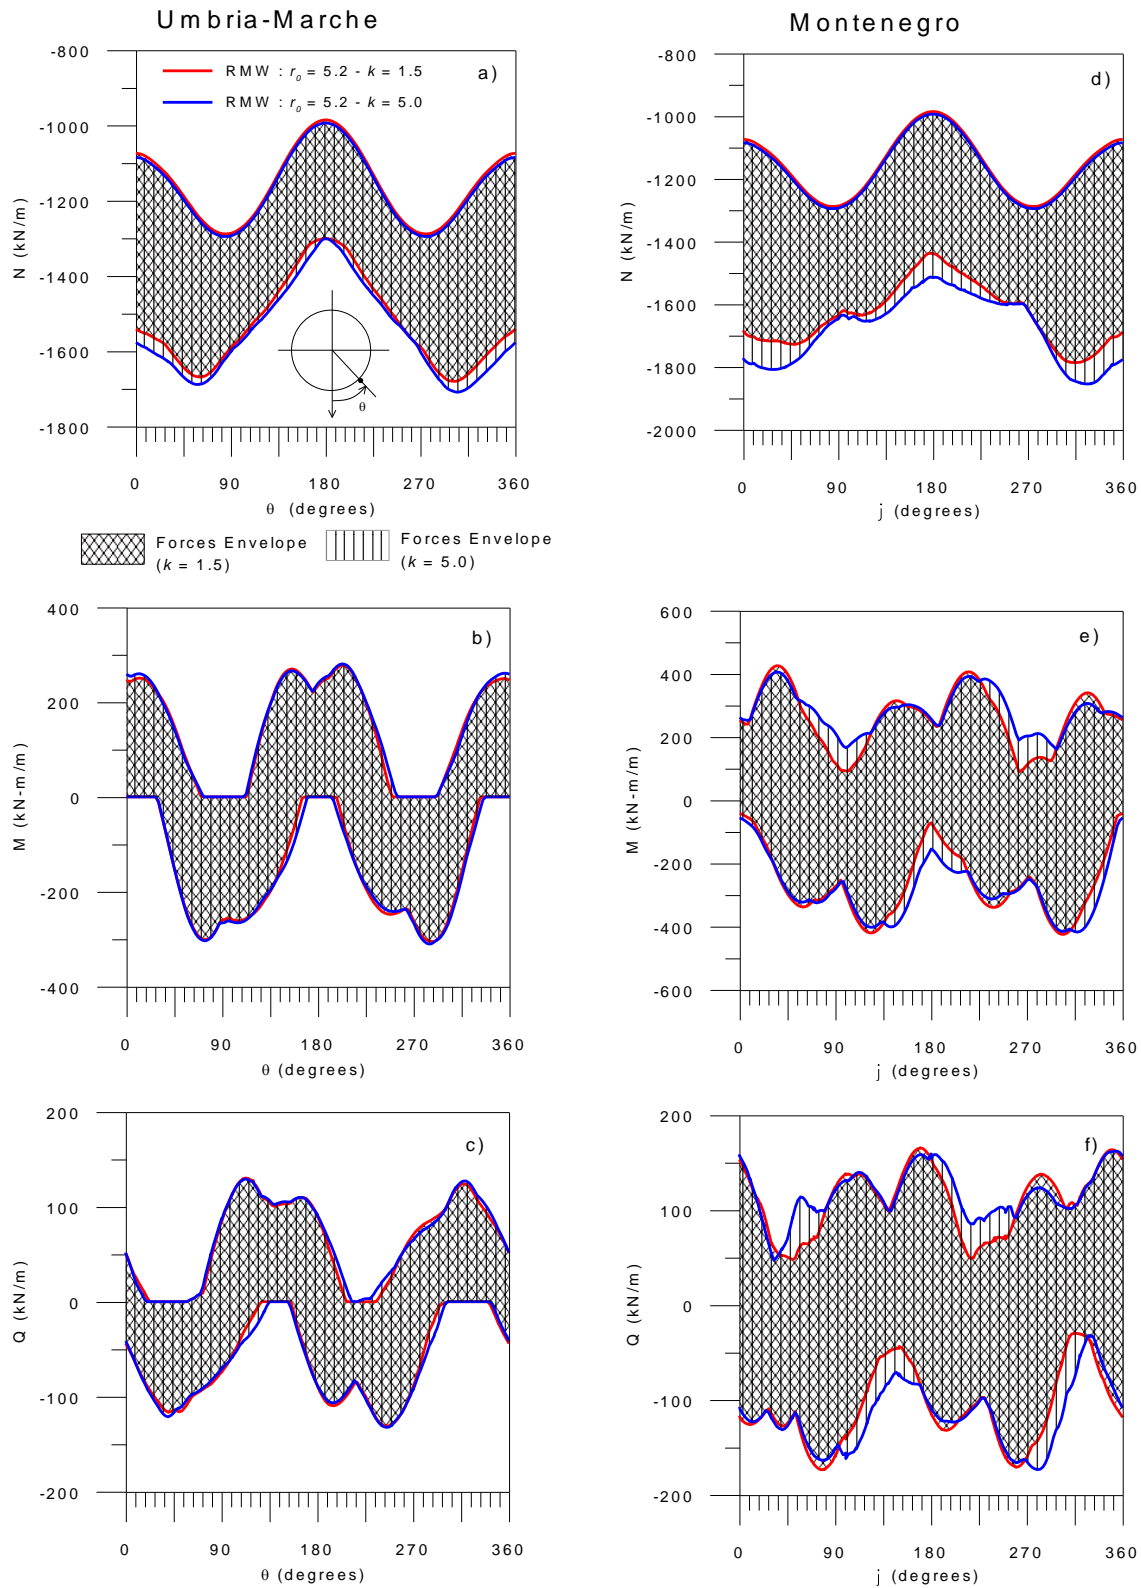 Umbria-Marche
Montenegro
-800
-1000
-1200
-1400
-1600
-1800
N (kN/m)
RMW : r0 = 5.2 - k = 1.5
RMW : r0 = 5.2 - k = 5.0
a)
θ
0 90 180 270 360
θ (degrees)
-800
-1000
-1200
-1400
-1600
-1800
-2000
N (kN/m)
d)
0 90 180 270 360
j (degrees)
Forces Envelope
(k = 1.5)
Forces Envelope
(k = 5.0)
400
200
0
-200
-400
M (kN-m/m)
b)
0 90 180 270 360
θ (degrees)
600
400
200
0
-200
-400
-600
M (kN-m/m)
e)
0 90 180 270 360
j (degrees)
200
100
0
-100
-200
Q (kN/m)
c)
0 90 180 270 360
θ (degrees)
200
100
0
-100
-200
Q (kN/m)
f)
0 90 180 270 360
j (degrees)